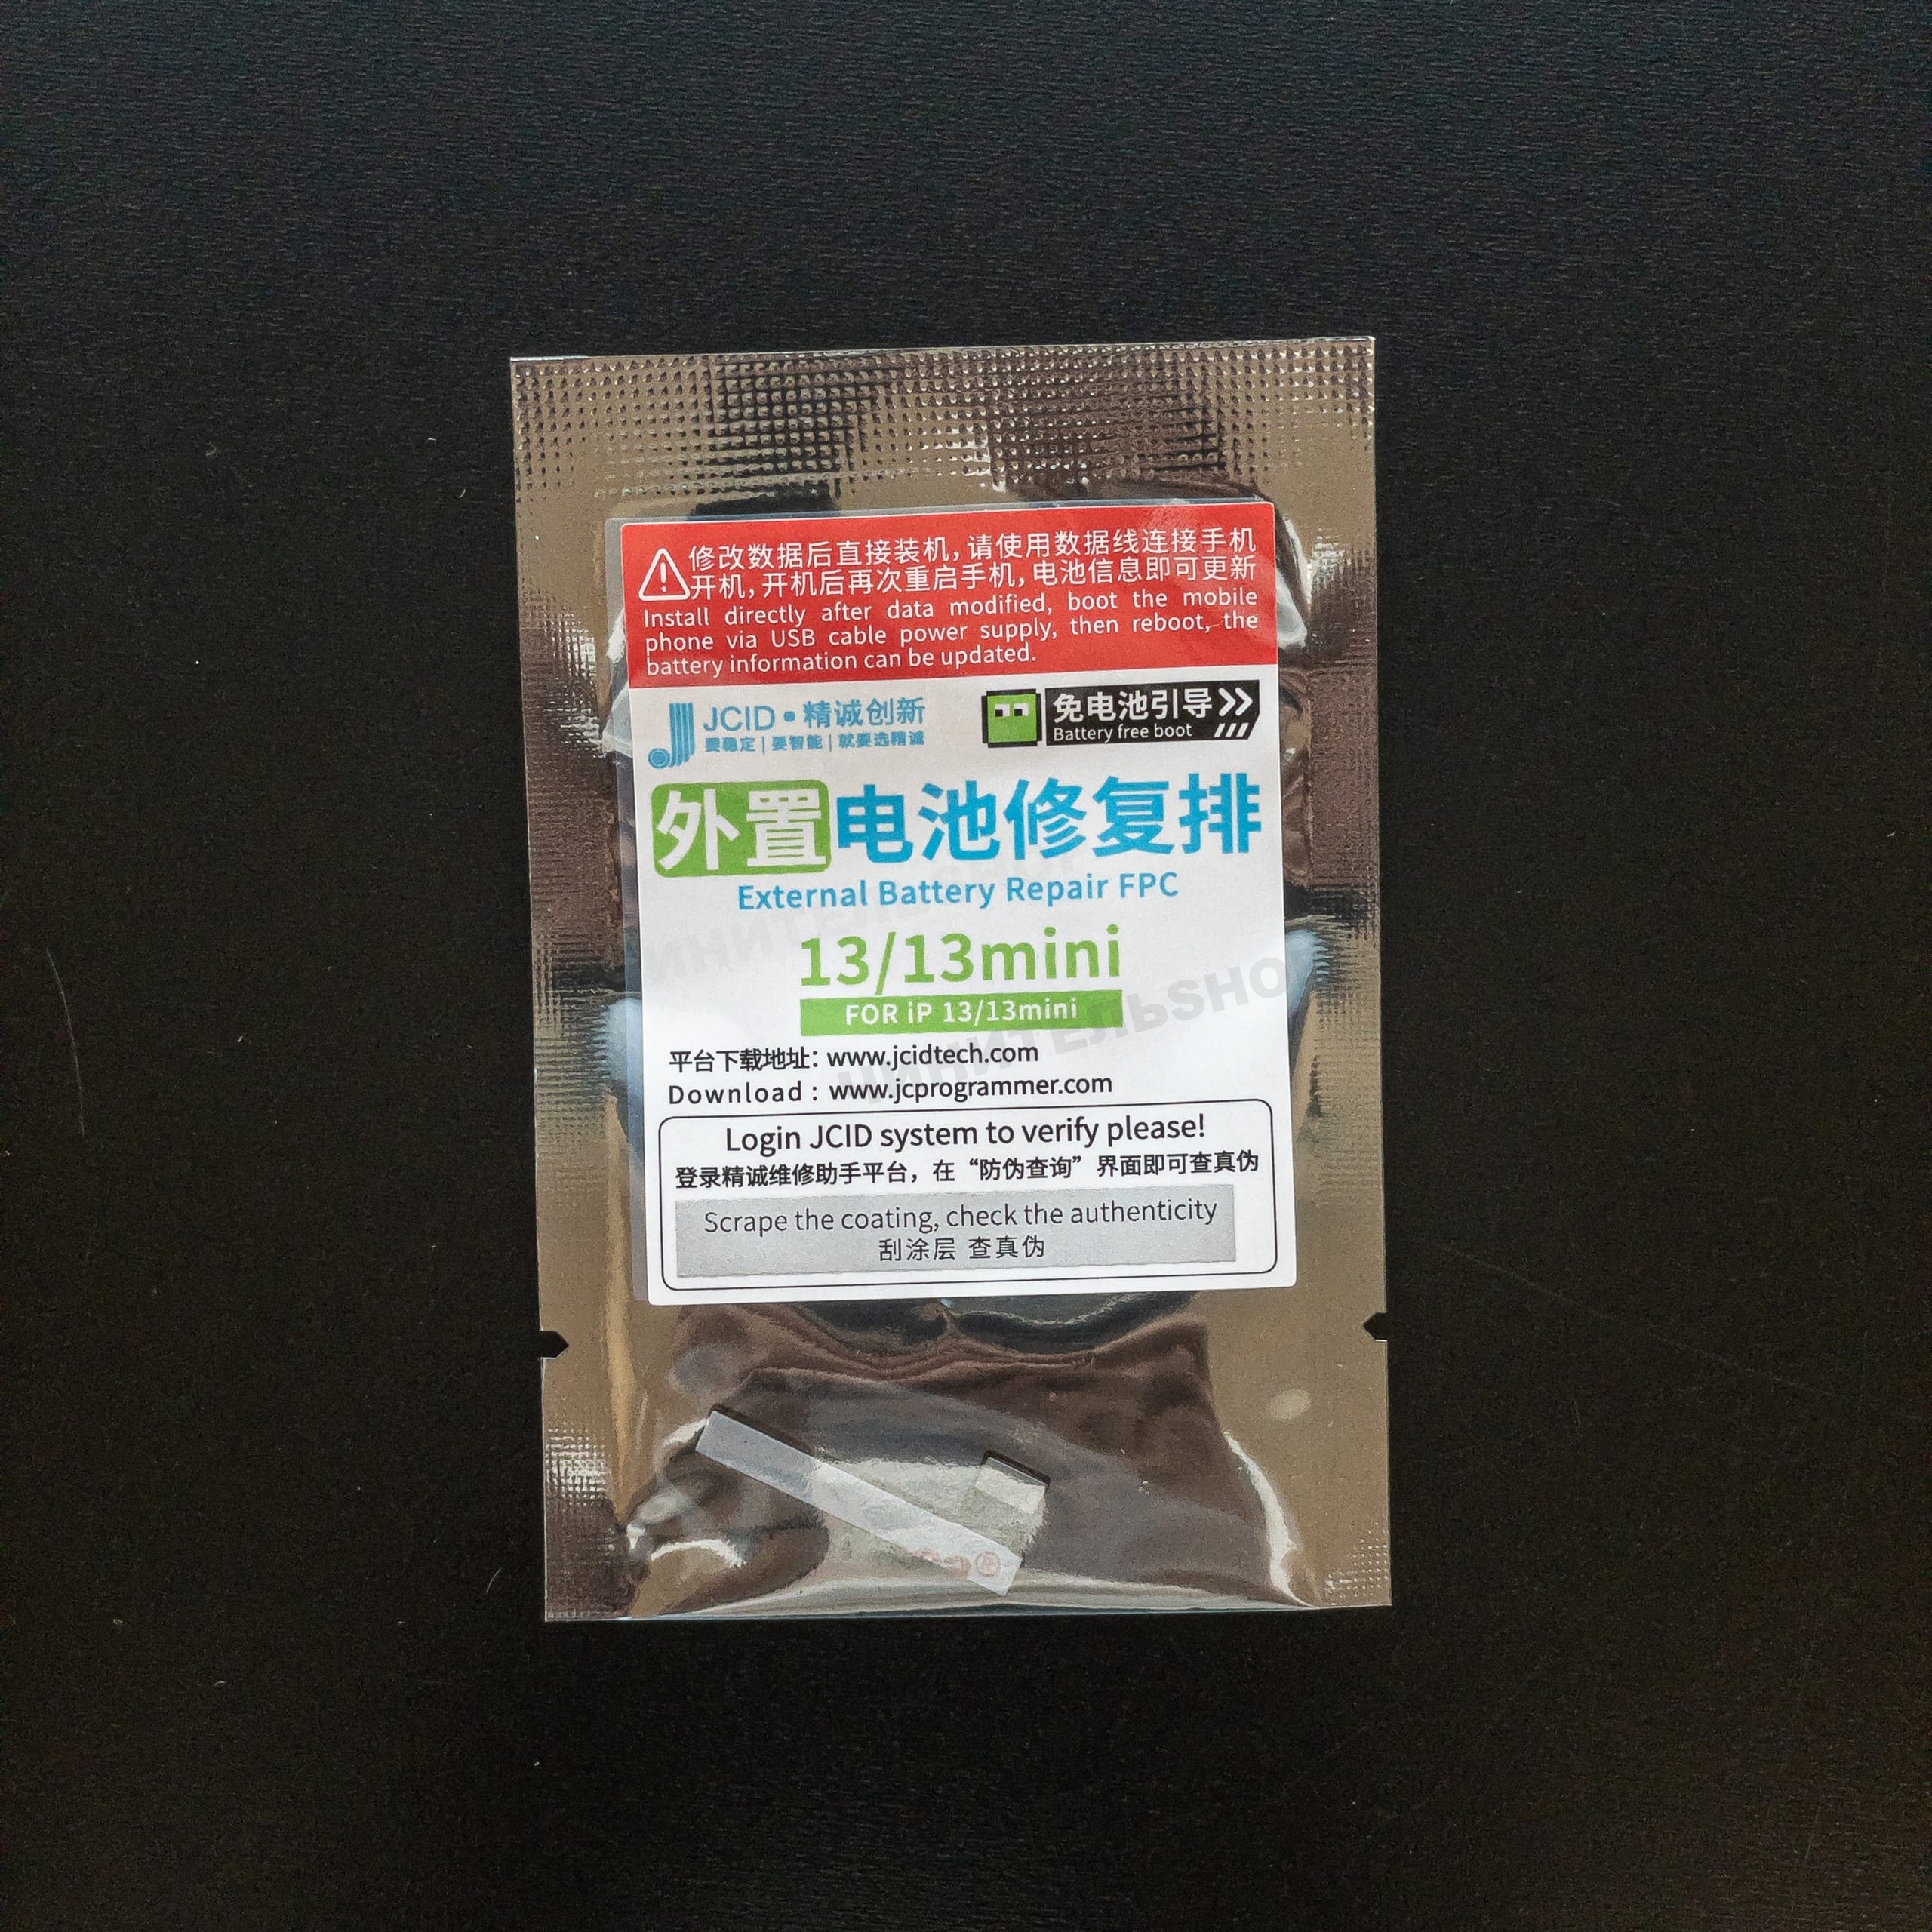 修改数据后直接装机,请使用数据线连接手机
开机,开机后再次重启手机,电池信息即可更新
Install directly after data modified, boot the mobile
phone via USB cable power supply, then reboot, the
battery information can be updated.
JCID•精诚创新
要稳定|要智能|就要选精诚
免电池引导
Battery free boot
外置电池修复排
External Battery Repair FPC
13/13mini
FOR iP 13/13mini
平台下载地址: www.jcidtech.com
Download : www.jcprogrammer.com
Login JCID system to verify please!
登录精诚维修助手平台, 在 “防伪查询” 界面即可查真伪
Scrape the coating, check the authenticity
刮涂层 查真伪